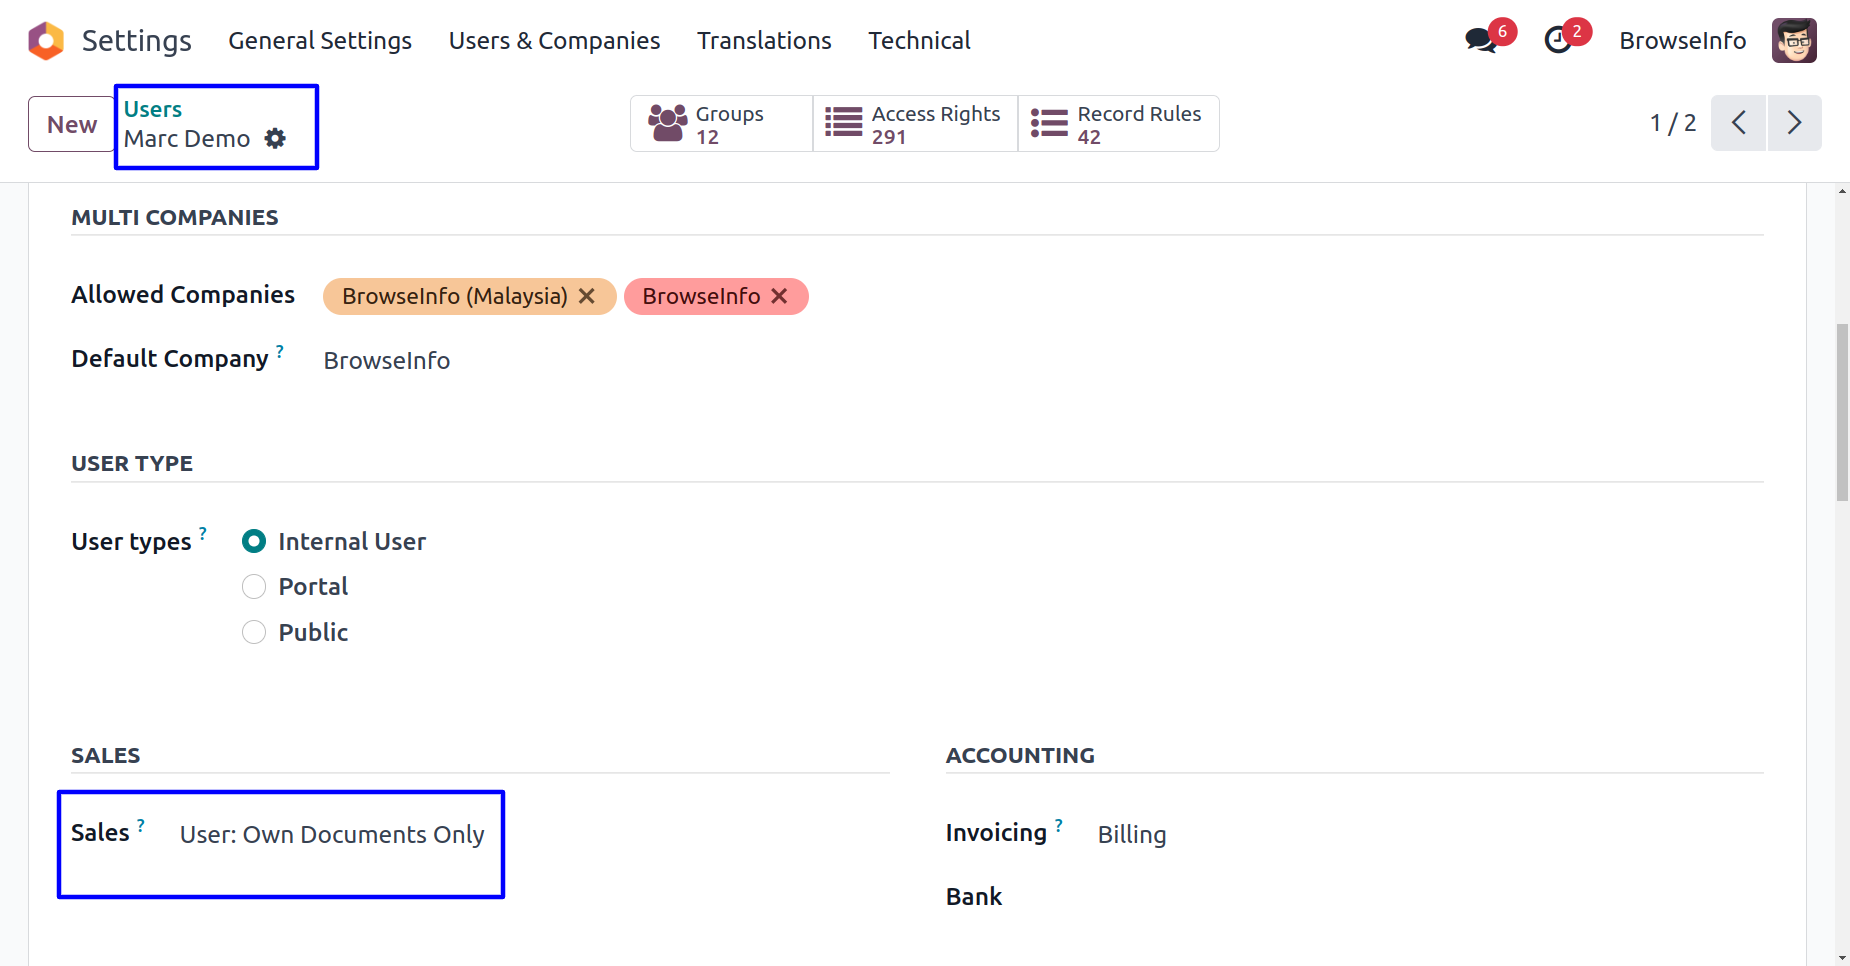 Settings General Settings Users & Companies Translations Technical 6 2 BrowseInfo
New
Users
Marc Demo
Groups
12
Access Rights
291
Record Rules
42
1 / 2
MULTI COMPANIES
Allowed Companies BrowseInfo (Malaysia) BrowseInfo
Default Company ? BrowseInfo
USER TYPE
User types ? Internal User
Portal
Public
SALES
Sales ? User: Own Documents Only
ACCOUNTING
Invoicing ? Billing
Bank